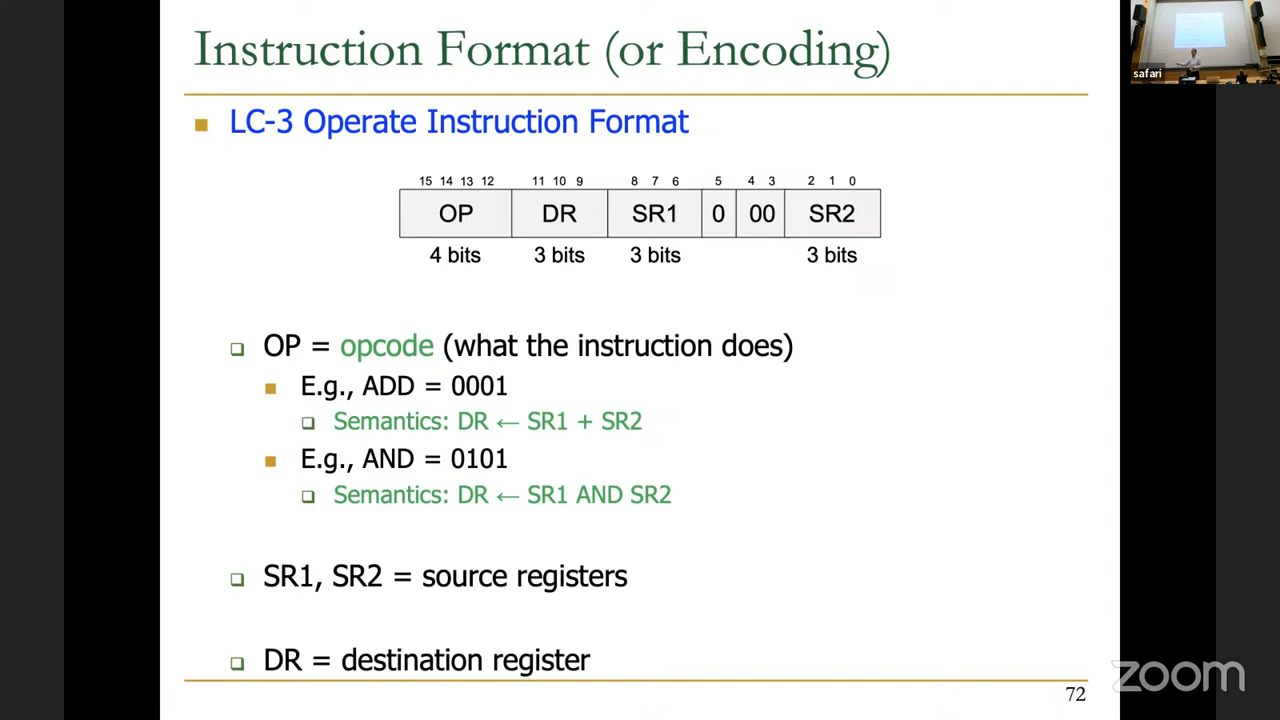 Instruction Format (or Encoding)
safari
LC-3 Operate Instruction Format
15 14 13 12 11 10 9 8 7 6 5 4 3 2 1 0
OP DR SR1 0 00 SR2
4 bits 3 bits 3 bits 3 bits
OP = opcode (what the instruction does)
E.g., ADD = 0001
Semantics: DR ← SR1 + SR2
E.g., AND = 0101
Semantics: DR ← SR1 AND SR2
SR1, SR2 = source registers
DR = destination register
72
zoom